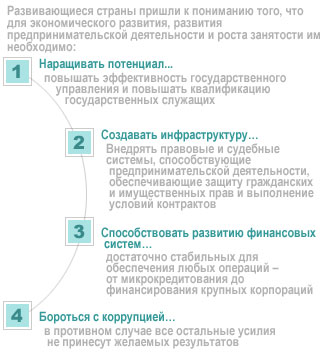 Развивающиеся страны пришли к пониманию того, что
для экономического развития, развития
предпринимательской деятельности и роста занятости им
необходимо:
1
Наращивать потенциал...
повышать эффективность государственного
управления и повышать квалификацию
государственных служащих
2
Создавать инфраструктуру…
Внедрять правовые и судебные
системы, способствующие
предпринимательской деятельности,
обеспечивающие защиту гражданских
и имущественных прав и выполнение
условий контрактов
3
Способствовать развитию финансовых
систем…
достаточно стабильных для
обеспечения любых операций –
от микрокредитования до
финансирования крупных корпораций
4
Бороться с коррупцией…
в противном случае все остальные усилия
не принесут желаемых результатов